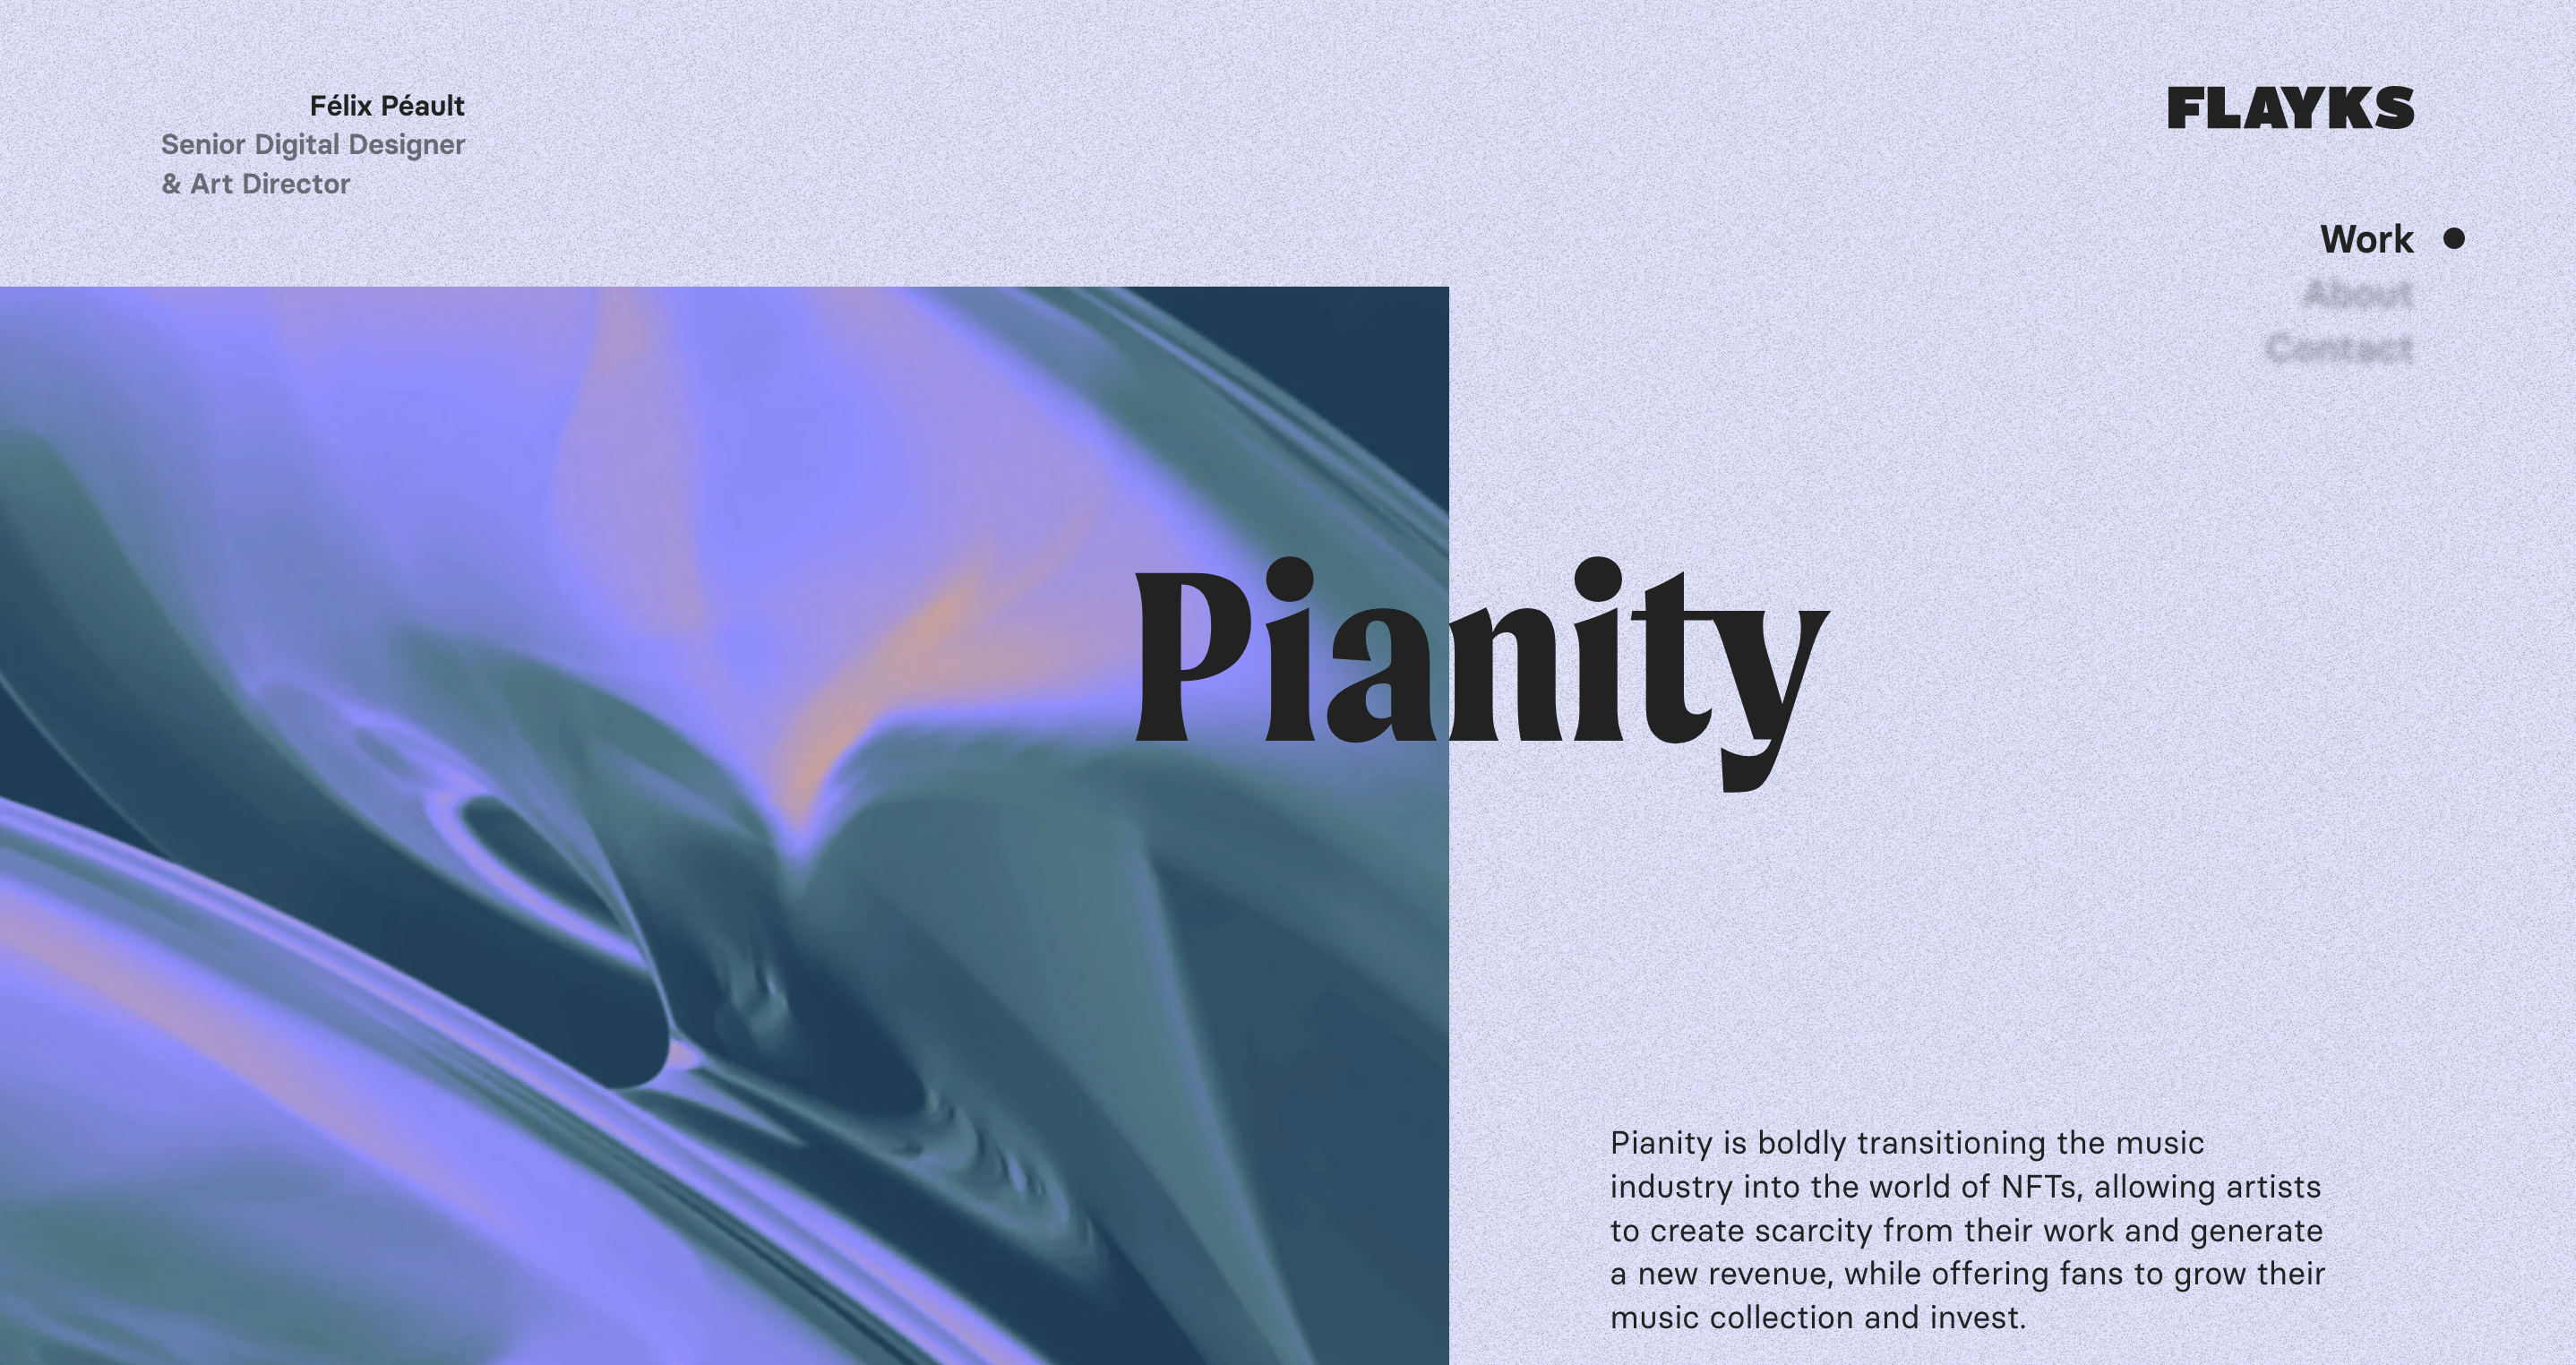 Félix Péault
Senior Digital Designer
& Art Director
FLAYKS
Work
About
Contact
Pianity
Pianity is boldly transitioning the music
industry into the world of NFTs, allowing artists
to create scarcity from their work and generate
a new revenue, while offering fans to grow their
music collection and invest.